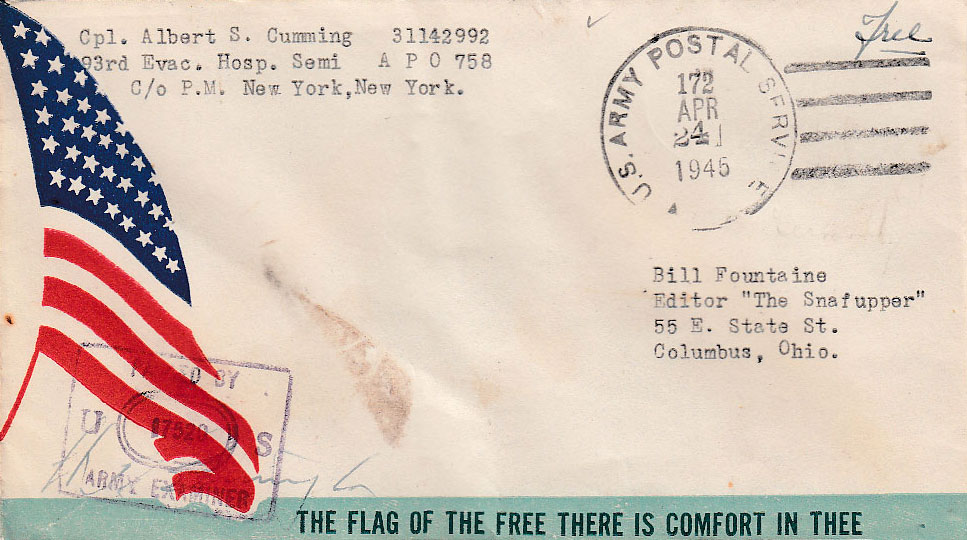 Cpl. Albert S. Cumming 31142992
93rd Evac. Hosp. Semi A P O 758
C/o P.M. New York,New York.
Free
U.S. ARMY POSTAL SERVICE
172
APR
24
1945
Bill Fountaine
Editor "The Snafupper"
55 E. State St.
Columbus, Ohio.
PASSED BY
U S
ARMY EXAMINER
THE FLAG OF THE FREE THERE IS COMFORT IN THEE